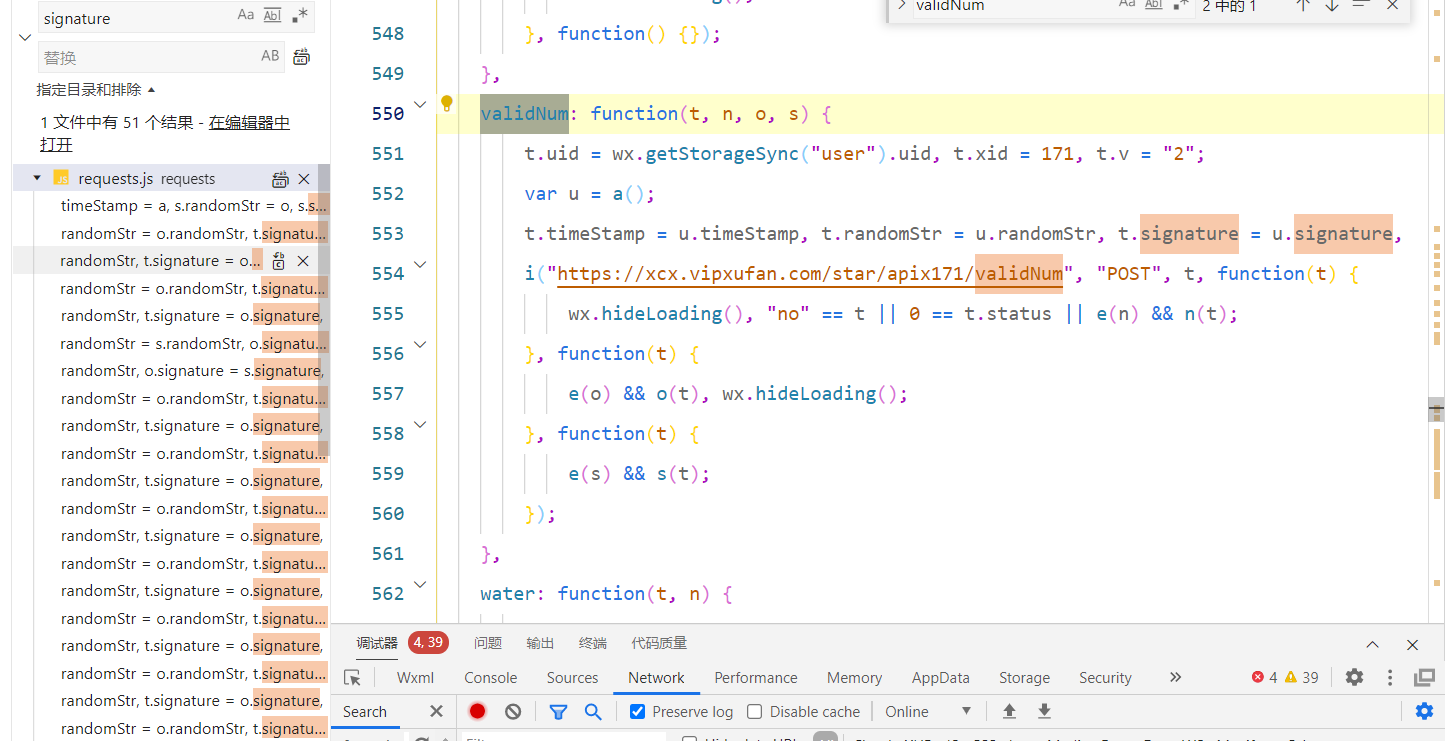 signature
Aa Abl .*
替换
AB
指定目录和排除
1 文件中有 51 个结果 - 在编辑器中
打开
requests.js requests
timeStamp = a, s.randomStr = o, s.s...
randomStr = o.randomStr, t.signatu...
randomStr, t.signature = o...
randomStr = o.randomStr, t.signatu...
randomStr, t.signature = o.signature,
randomStr = s.randomStr, o.signatu...
randomStr, o.signature = s.signature,
randomStr = o.randomStr, t.signatu...
randomStr, t.signature = o.signature,
randomStr = o.randomStr, t.signatu...
randomStr, t.signature = o.signature,
randomStr = o.randomStr, t.signatu...
randomStr, t.signature = o.signature,
randomStr = o.randomStr, t.signatu...
randomStr, t.signature = o.signature,
randomStr = o.randomStr, t.signatu...
randomStr, t.signature = o.signature,
randomStr = o.randomStr, t.signatu...
randomStr, t.signature = o.signature,
randomStr = o.randomStr, t.signatu...
validNum
Aa Abl .*
2 中的 1
548 }, function() {});
549 },
550 validNum: function(t, n, o, s) {
551 t.uid = wx.getStorageSync("user").uid, t.xid = 171, t.v = "2";
552 var u = a();
553 t.timeStamp = u.timeStamp, t.randomStr = u.randomStr, t.signature = u.signature,
554 i("https://xcx.vipxufan.com/star/apix171/validNum", "POST", t, function(t) {
555 wx.hideLoading(), "no" == t || 0 == t.status || e(n) && n(t);
556 }, function(t) {
557 e(o) && o(t), wx.hideLoading();
558 }, function(t) {
559 e(s) && s(t);
560 });
561 },
562 water: function(t, n) {
调试器 4, 39 问题 输出 终端 代码质量
Wxml Console Sources Network Performance Memory AppData Storage Security 4 39
Search
Preserve log Disable cache Online